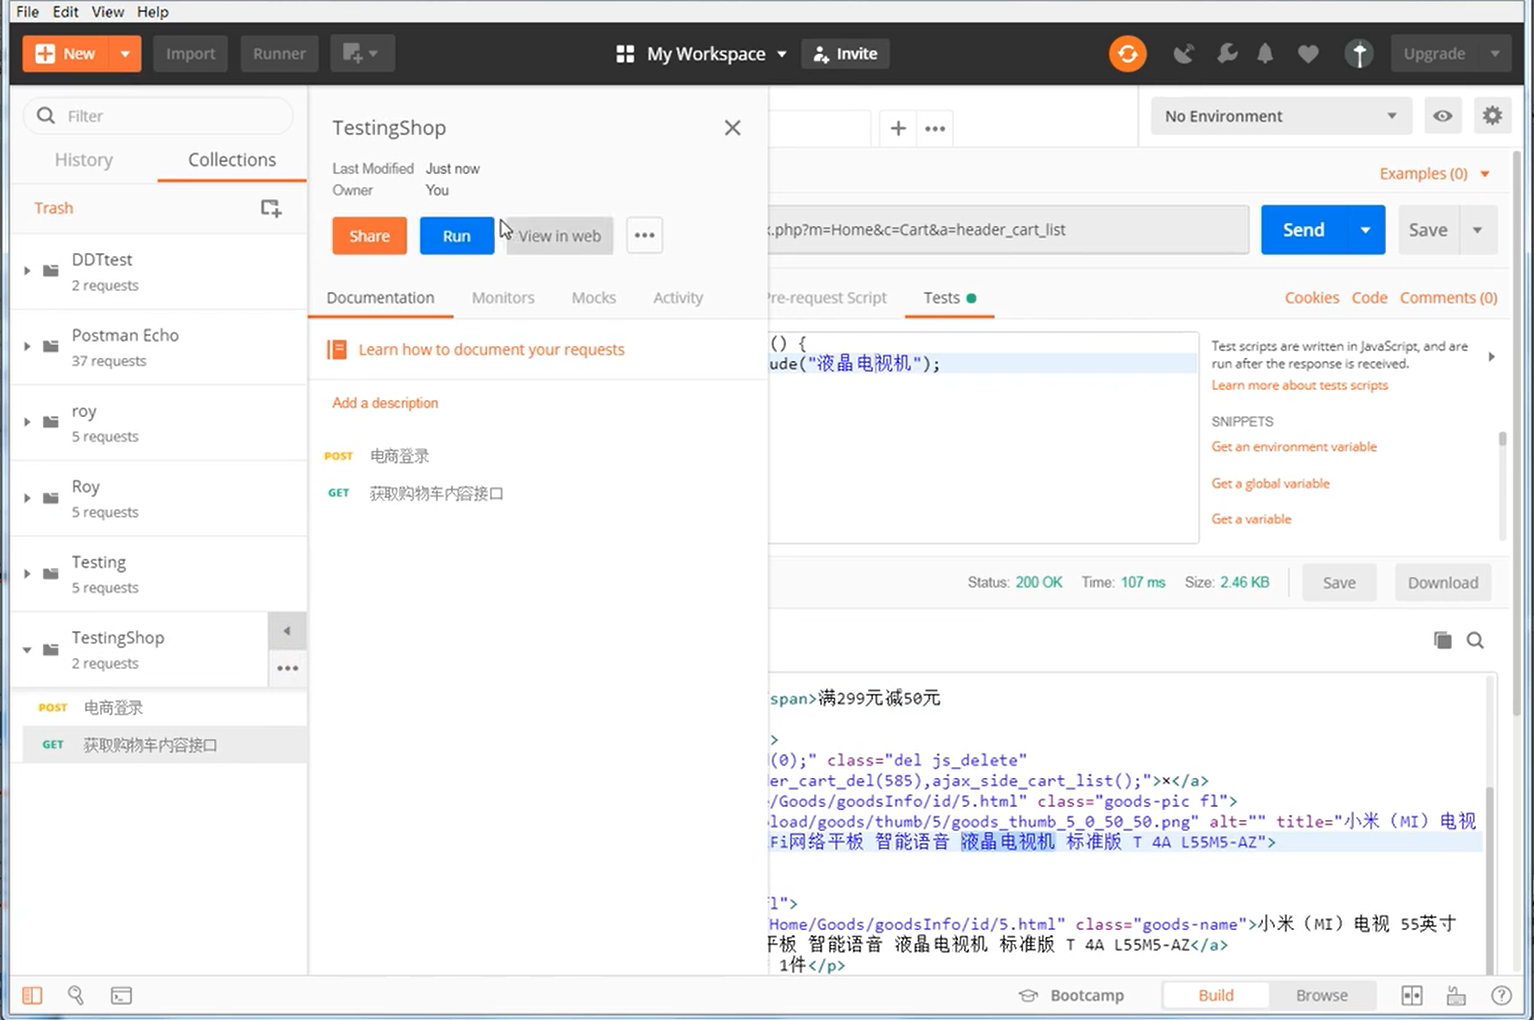 File Edit View Help
New Import Runner My Workspace Invite Upgrade
Filter
History Collections
Trash
DDTtest
2 requests
Postman Echo
37 requests
roy
5 requests
Roy
5 requests
Testing
5 requests
TestingShop
2 requests
POST 电商登录
GET 获取购物车内容接口
TestingShop
Last Modified Just now
Owner You
Share Run View in web
Documentation Monitors Mocks Activity
Learn how to document your requests
Add a description
POST 电商登录
GET 获取购物车内容接口
No Environment
Examples (0)
.php?m=Home&c=Cart&a=header_cart_list Send Save
Pre-request Script Tests Cookies Code Comments (0)
() {
ude("液晶电视机");
Test scripts are written in JavaScript, and are
run after the response is received.
Learn more about tests scripts
SNIPPETS
Get an environment variable
Get a global variable
Get a variable
Status: 200 OK Time: 107 ms Size: 2.46 KB Save Download
span>满299元减50元
>
(0);" class="del js_delete"
er_cart_del(585),ajax_side_cart_list();">×</a>
/Goods/goodsInfo/id/5.html" class="goods-pic fl">
load/goods/thumb/5/goods_thumb_5_0_50_50.png" alt="" title="小米（MI）电视
Fi网络平板 智能语音 液晶电视机 标准版 T 4A L55M5-AZ">
l">
Home/Goods/goodsInfo/id/5.html" class="goods-name">小米（MI）电视 55英寸
平板 智能语音 液晶电视机 标准版 T 4A L55M5-AZ</a>
1件</p>
Bootcamp Build Browse